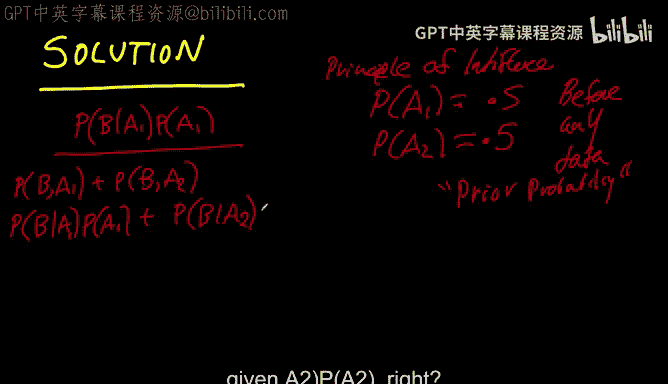 GPT中英字幕课程资源@bilibili.com
GPT中英字幕课程资源 bilibili
SOLUTION
P(B|A₁)P(A₁)
P(B,A₁) + P(B,A₂)
P(B|A)P(A₁) + P(B|A₂)
Principle of
P(A₁) = .5
P(A₂) = .5
Before
any
data
"Prior Probability"
given A2)P(A2), right?